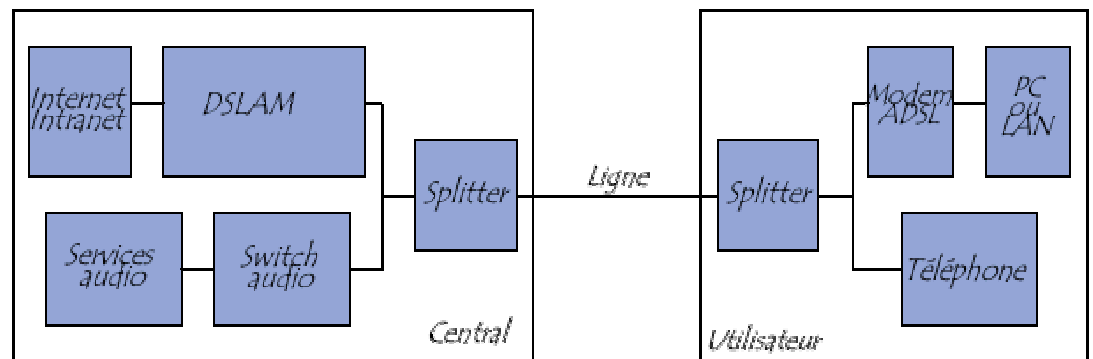 Internet
Intranet
DSLAM
Splitter
Services
audio
Switch
audio
Central
Ligne
Splitter
Modem
ADSL
PC
ou
LAN
Téléphone
Utilisateur